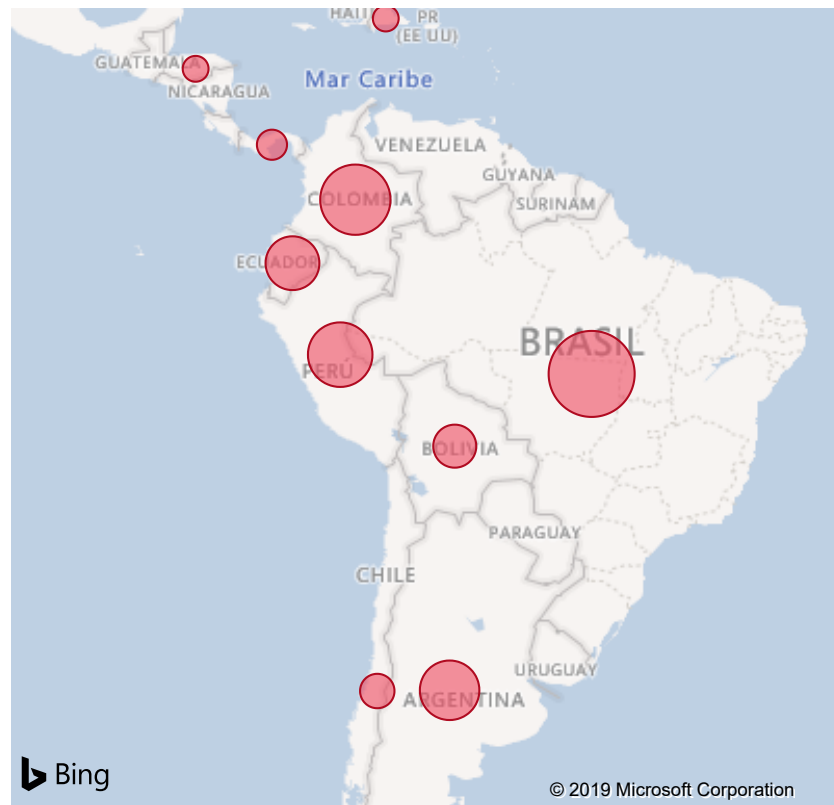 HAITÍ
PR
(EE UU)
GUATEMALA
NICARAGUA
Mar Caribe
VENEZUELA
GUYANA
SURINAM
COLOMBIA
ECUADOR
BRASIL
PERÚ
BOLIVIA
PARAGUAY
CHILE
URUGUAY
ARGENTINA
Bing
© 2019 Microsoft Corporation